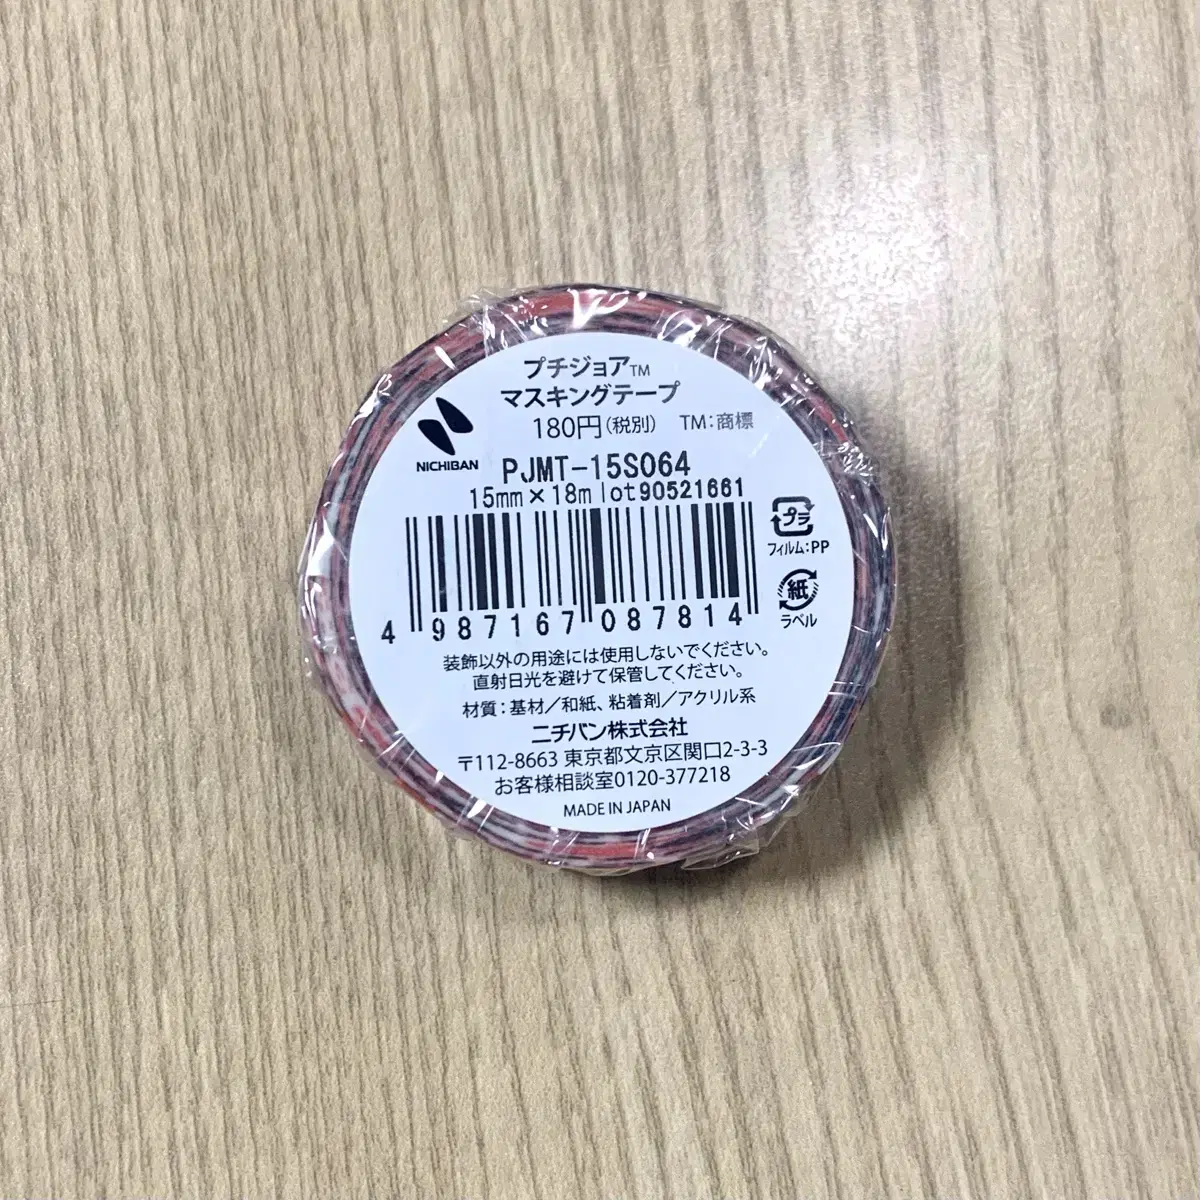 プチジョア™
マスキングテープ
180円(税別) TM:商標
NICHIBAN
PJMT-15S064
15mm×18m lot90521661
プラ
フィルム:PP
紙
ラベル
4 987167 087814
装飾以外の用途には使用しないでください。
直射日光を避けて保管してください。
材質:基材/和紙、粘着剤/アクリル系
ニチバン株式会社
〒112-8663 東京都文京区関口2-3-3
お客様相談室0120-377218
MADE IN JAPAN